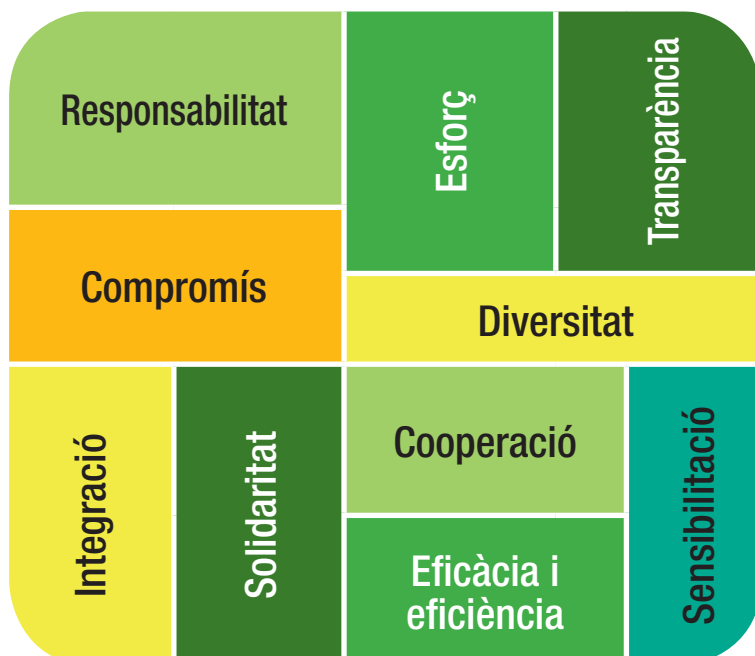 Responsabilitat
Esforç
Transparència
Compromís
Diversitat
Integració
Solidaritat
Cooperació
Sensibilització
Eficàcia i
eficiència